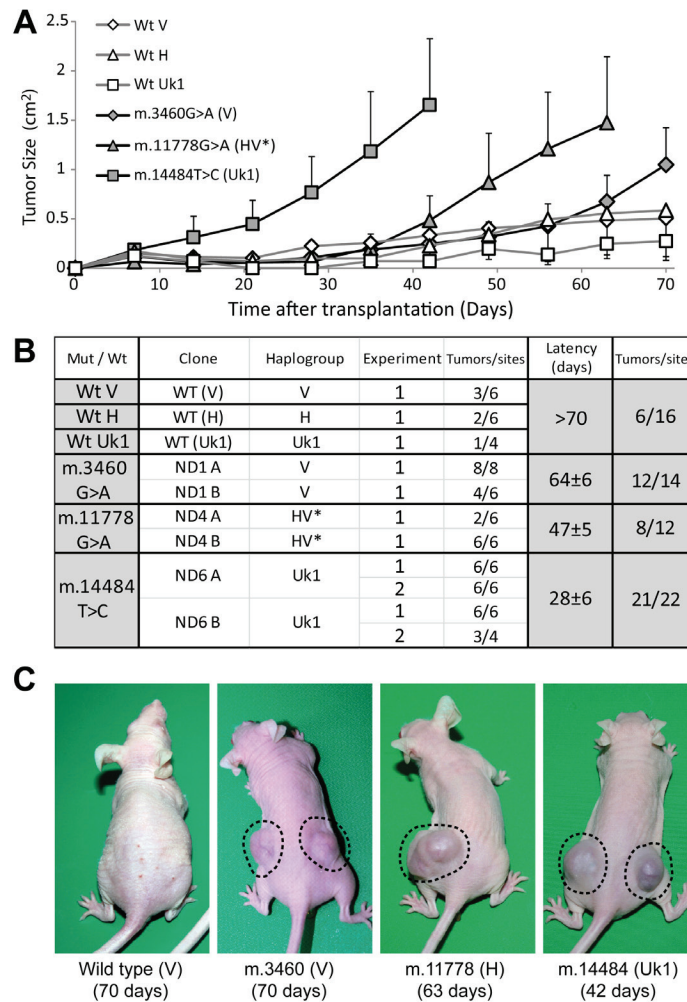 A
Wt V
Wt H
Wt Uk1
m.3460G>A (V)
m.11778G>A (HV*)
m.14484T>C (Uk1)
Tumor Size (cm²)
2.5
2
1.5
1
0.5
0
0 10 20 30 40 50 60 70
Time after transplantation (Days)
B
Mut / Wt Clone Haplogroup Experiment Tumors/sites Latency (days) Tumors/sites
Wt V WT (V) V 1 3/6
Wt H WT (H) H 1 2/6 >70 6/16
Wt Uk1 WT (Uk1) Uk1 1 1/4
m.3460 G>A ND1 A V 1 8/8 64±6 12/14
ND1 B V 1 4/6
m.11778 G>A ND4 A HV* 1 2/6 47±5 8/12
ND4 B HV* 1 6/6
m.14484 T>C ND6 A Uk1 1 6/6 28±6 21/22
2 6/6
ND6 B Uk1 1 6/6
2 3/4
C
Wild type (V) m.3460 (V) m.11778 (H) m.14484 (Uk1)
(70 days) (70 days) (63 days) (42 days)